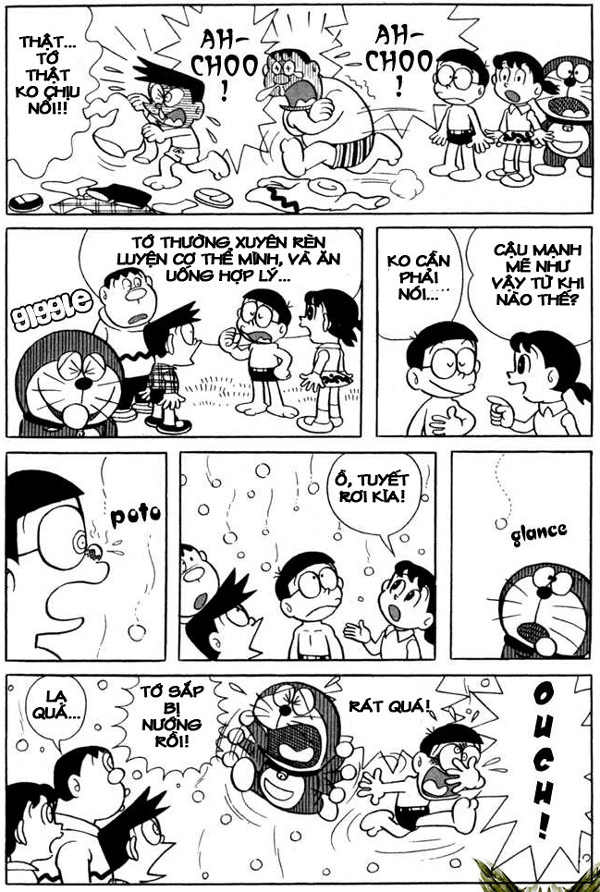 THẬT...
TỚ
THẬT
KO CHỊU
NỔI!!
AH-
CHOO
!
AH-
CHOO
!
TỚ THƯỜNG XUYÊN RÈN
LUYỆN CƠ THỂ MÌNH, VÀ ĂN
UỐNG HỢP LÝ...
giggle
KO CẦN
PHẢI
NÓI...
CẬU MẠNH
MẼ NHƯ
VẬY TỪ KHI
NÀO THẾ?
poto
Ồ, TUYẾT
RƠI KÌA!
glance
LẠ
QUÁ...
TỚ SẮP
BỊ
NƯỚNG
RỒI!
RÁT QUÁ!
OUCH!